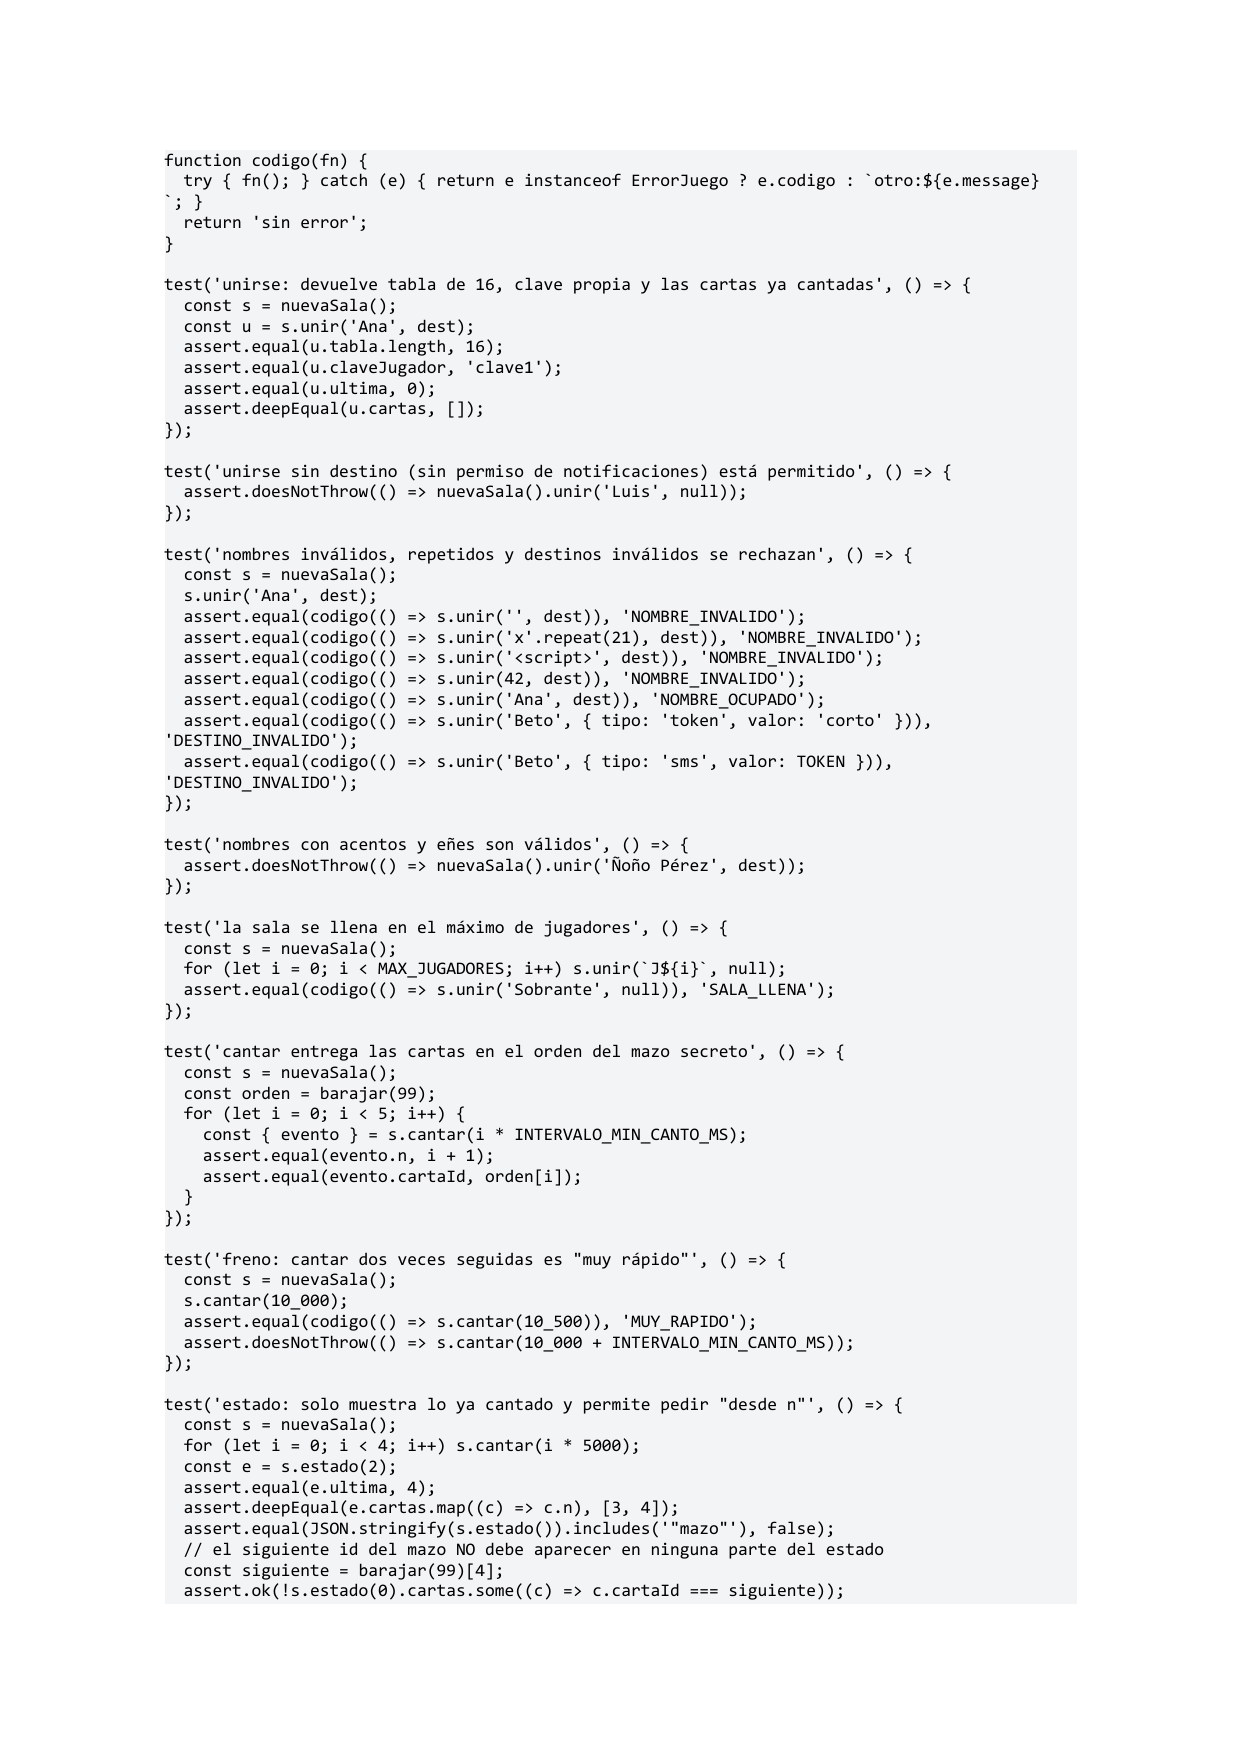 function codigo(fn) {
  try { fn(); } catch (e) { return e instanceof ErrorJuego ? e.codigo : `otro:${e.message}
`; }
  return 'sin error';
}

test('unirse: devuelve tabla de 16, clave propia y las cartas ya cantadas', () => {
  const s = nuevaSala();
  const u = s.unir('Ana', dest);
  assert.equal(u.tabla.length, 16);
  assert.equal(u.claveJugador, 'clave1');
  assert.equal(u.ultima, 0);
  assert.deepEqual(u.cartas, []);
});

test('unirse sin destino (sin permiso de notificaciones) está permitido', () => {
  assert.doesNotThrow(() => nuevaSala().unir('Luis', null));
});

test('nombres inválidos, repetidos y destinos inválidos se rechazan', () => {
  const s = nuevaSala();
  s.unir('Ana', dest);
  assert.equal(codigo(() => s.unir('', dest)), 'NOMBRE_INVALIDO');
  assert.equal(codigo(() => s.unir('x'.repeat(21), dest)), 'NOMBRE_INVALIDO');
  assert.equal(codigo(() => s.unir('<script>', dest)), 'NOMBRE_INVALIDO');
  assert.equal(codigo(() => s.unir(42, dest)), 'NOMBRE_INVALIDO');
  assert.equal(codigo(() => s.unir('Ana', dest)), 'NOMBRE_OCUPADO');
  assert.equal(codigo(() => s.unir('Beto', { tipo: 'token', valor: 'corto' })),
'DESTINO_INVALIDO');
  assert.equal(codigo(() => s.unir('Beto', { tipo: 'sms', valor: TOKEN })),
'DESTINO_INVALIDO');
});

test('nombres con acentos y eñes son válidos', () => {
  assert.doesNotThrow(() => nuevaSala().unir('Ñoño Pérez', dest));
});

test('la sala se llena en el máximo de jugadores', () => {
  const s = nuevaSala();
  for (let i = 0; i < MAX_JUGADORES; i++) s.unir(`J${i}`, null);
  assert.equal(codigo(() => s.unir('Sobrante', null)), 'SALA_LLENA');
});

test('cantar entrega las cartas en el orden del mazo secreto', () => {
  const s = nuevaSala();
  const orden = barajar(99);
  for (let i = 0; i < 5; i++) {
    const { evento } = s.cantar(i * INTERVALO_MIN_CANTO_MS);
    assert.equal(evento.n, i + 1);
    assert.equal(evento.cartaId, orden[i]);
  }
});

test('freno: cantar dos veces seguidas es "muy rápido"', () => {
  const s = nuevaSala();
  s.cantar(10_000);
  assert.equal(codigo(() => s.cantar(10_500)), 'MUY_RAPIDO');
  assert.doesNotThrow(() => s.cantar(10_000 + INTERVALO_MIN_CANTO_MS));
});

test('estado: solo muestra lo ya cantado y permite pedir "desde n"', () => {
  const s = nuevaSala();
  for (let i = 0; i < 4; i++) s.cantar(i * 5000);
  const e = s.estado(2);
  assert.equal(e.ultima, 4);
  assert.deepEqual(e.cartas.map((c) => c.n), [3, 4]);
  assert.equal(JSON.stringify(s.estado()).includes('"mazo"'), false);
  // el siguiente id del mazo NO debe aparecer en ninguna parte del estado
  const siguiente = barajar(99)[4];
  assert.ok(!s.estado(0).cartas.some((c) => c.cartaId === siguiente));